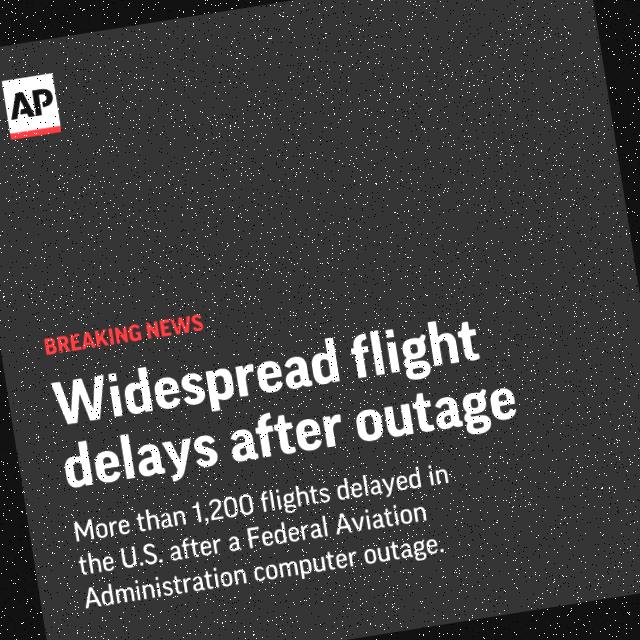 AP
BREAKING NEWS
Widespread flight
delays after outage
More than 1,200 flights delayed in
the U.S. after a Federal Aviation
Administration computer outage.